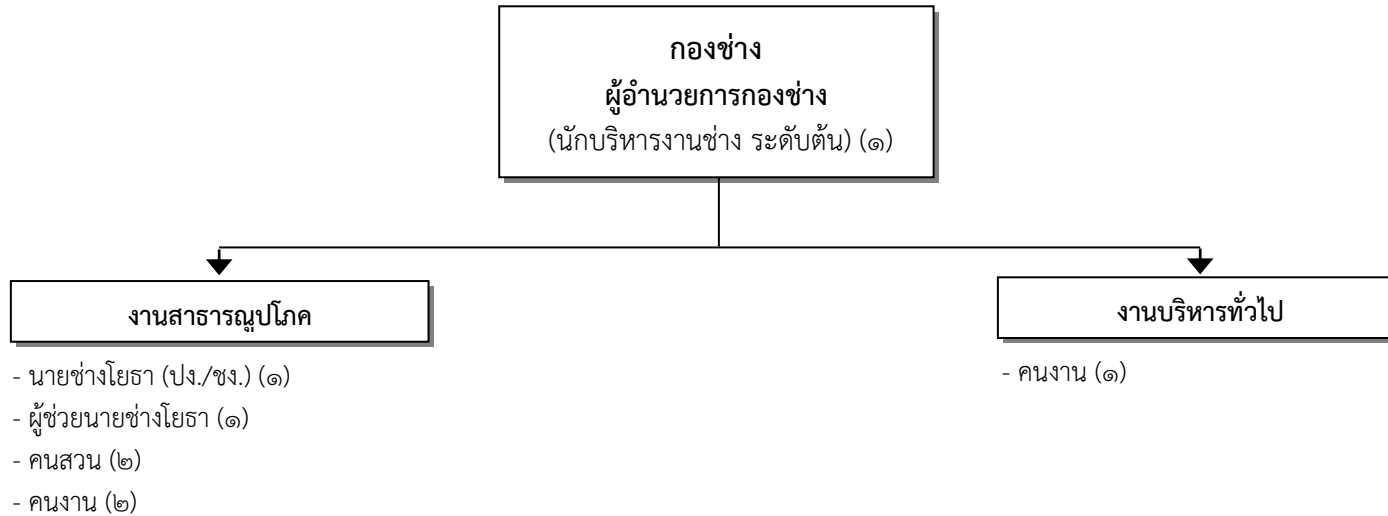 กองช่าง
ผู้อำนวยการกองช่าง
(นักบริหารงานช่าง ระดับต้น) (๑)
งานสาธารณูปโภค
- นายช่างโยธา (ปง./ชง.) (๑)
- ผู้ช่วยนายช่างโยธา (๑)
- คนสวน (๒)
- คนงาน (๒)
งานบริหารทั่วไป
- คนงาน (๑)